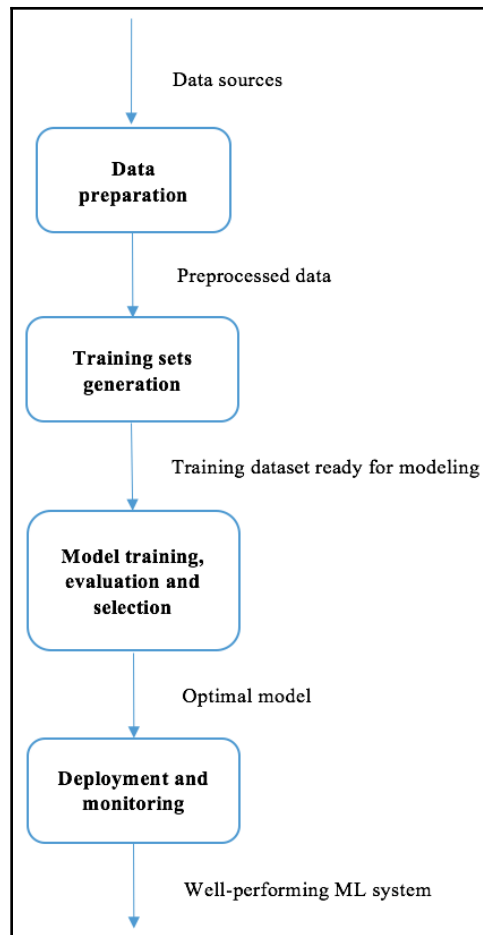 Data sources
Data
preparation
Preprocessed data
Training sets
generation
Training dataset ready for modeling
Model training,
evaluation and
selection
Optimal model
Deployment and
monitoring
Well-performing ML system